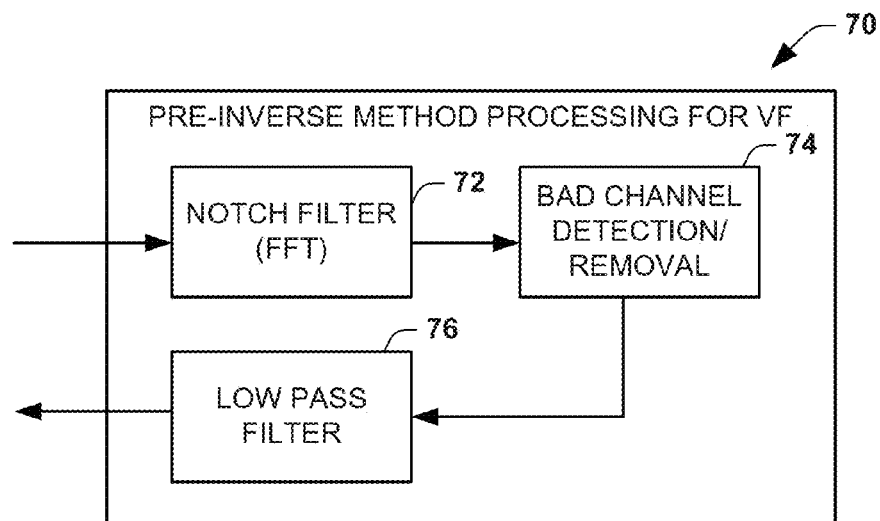 70
PRE-INVERSE METHOD PROCESSING FOR VF
72
74
NOTCH FILTER
(FFT)
BAD CHANNEL
DETECTION/
REMOVAL
76
LOW PASS
FILTER